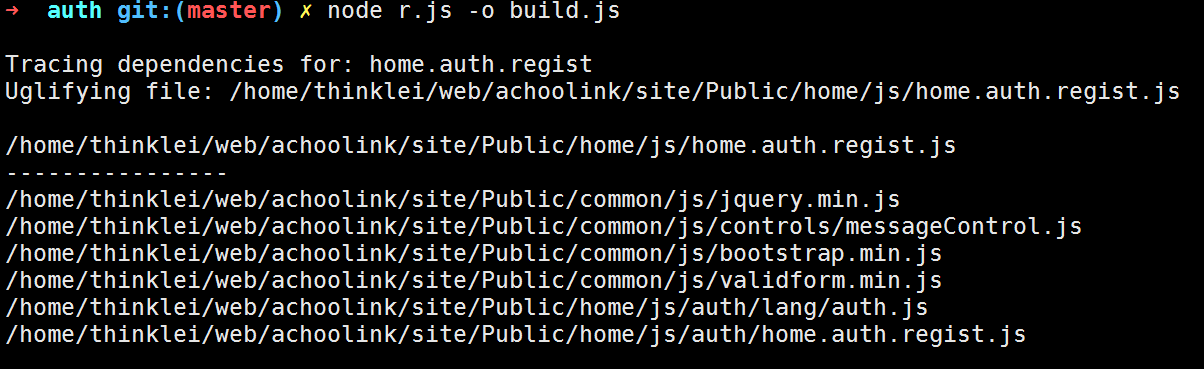 ➜  auth git:(master) ✗ node r.js -o build.js
Tracing dependencies for: home.auth.regist
Uglifying file: /home/thinklei/web/achoolink/site/Public/home/js/home.auth.regist.js
/home/thinklei/web/achoolink/site/Public/home/js/home.auth.regist.js
----------------
/home/thinklei/web/achoolink/site/Public/common/js/jquery.min.js
/home/thinklei/web/achoolink/site/Public/common/js/controls/messageControl.js
/home/thinklei/web/achoolink/site/Public/common/js/bootstrap.min.js
/home/thinklei/web/achoolink/site/Public/common/js/validform.min.js
/home/thinklei/web/achoolink/site/Public/home/js/auth/lang/auth.js
/home/thinklei/web/achoolink/site/Public/home/js/auth/home.auth.regist.js